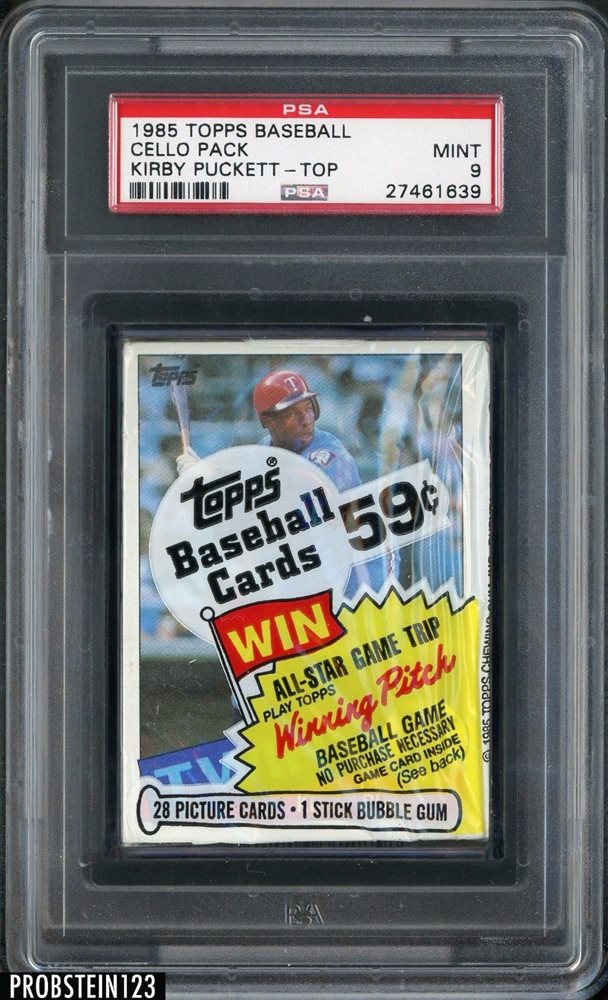 PSA
1985 TOPPS BASEBALL
CELLO PACK
MINT
KIRBY PUCKETT - TOP
9
PSA
27461639
TOPPS
T
TOPPS®
Baseball
Cards
59¢
WIN
ALL-STAR GAME TRIP
PLAY TOPPS
Winning Pitch
BASEBALL GAME
NO PURCHASE NECESSARY
GAME CARD INSIDE
(See back)
28 PICTURE CARDS • 1 STICK BUBBLE GUM
© 1985 TOPPS CHEWING
TW
PSA
PROBSTEIN123